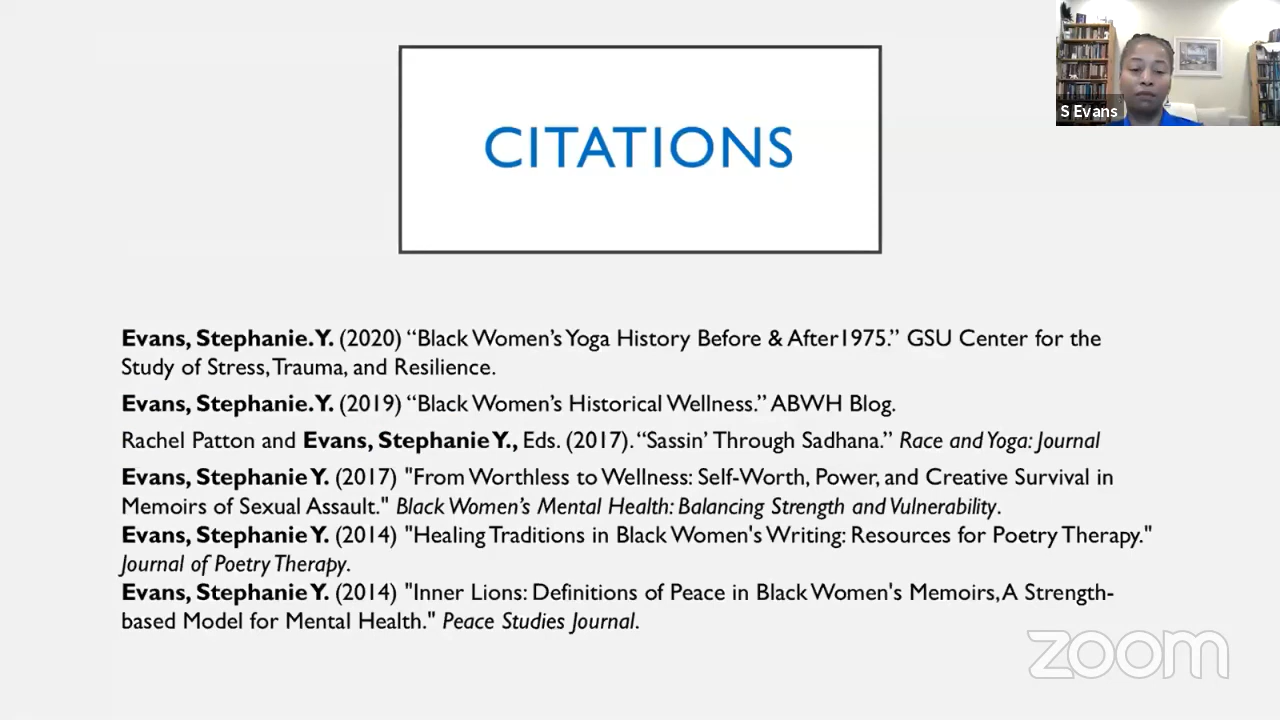 S Evans
CITATIONS
Evans, Stephanie.Y. (2020) “Black Women’s Yoga History Before & After1975.” GSU Center for the
Study of Stress, Trauma, and Resilience.
Evans, Stephanie.Y. (2019) “Black Women’s Historical Wellness.” ABWH Blog.
Rachel Patton and Evans, Stephanie Y., Eds. (2017). “Sassin’ Through Sadhana.” Race and Yoga: Journal
Evans, Stephanie Y. (2017) "From Worthless to Wellness: Self-Worth, Power, and Creative Survival in
Memoirs of Sexual Assault." Black Women’s Mental Health: Balancing Strength and Vulnerability.
Evans, Stephanie Y. (2014) "Healing Traditions in Black Women's Writing: Resources for Poetry Therapy."
Journal of Poetry Therapy.
Evans, Stephanie Y. (2014) "Inner Lions: Definitions of Peace in Black Women's Memoirs, A Strength-
based Model for Mental Health." Peace Studies Journal.
zoom